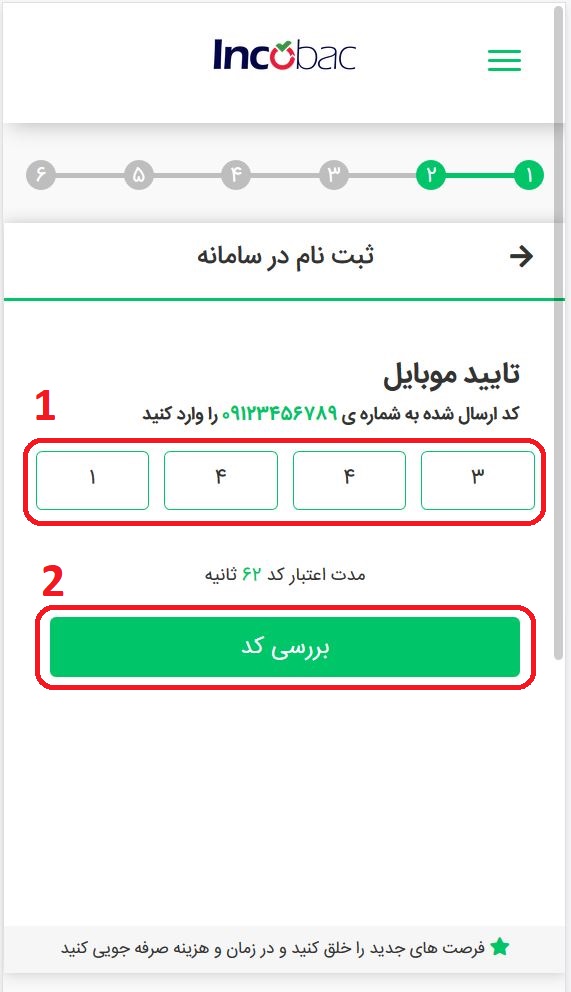 Incobac
۱ ۲ ۳ ۴ ۵ ۶
ثبت نام در سامانه
تایید موبایل
1
کد ارسال شده به شماره ی ۰۹۱۲۳۴۵۶۷۸۹ را وارد کنید
۳ ۴ ۴ ۱
مدت اعتبار کد ۶۲ ثانیه
2
بررسی کد
فرصت های جدید را خلق کنید و در زمان و هزینه صرفه جویی کنید